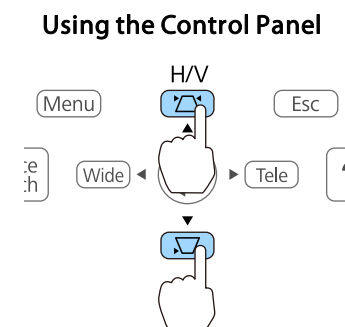 Using the Control Panel
H/V
Menu
Esc
Wide
Tele